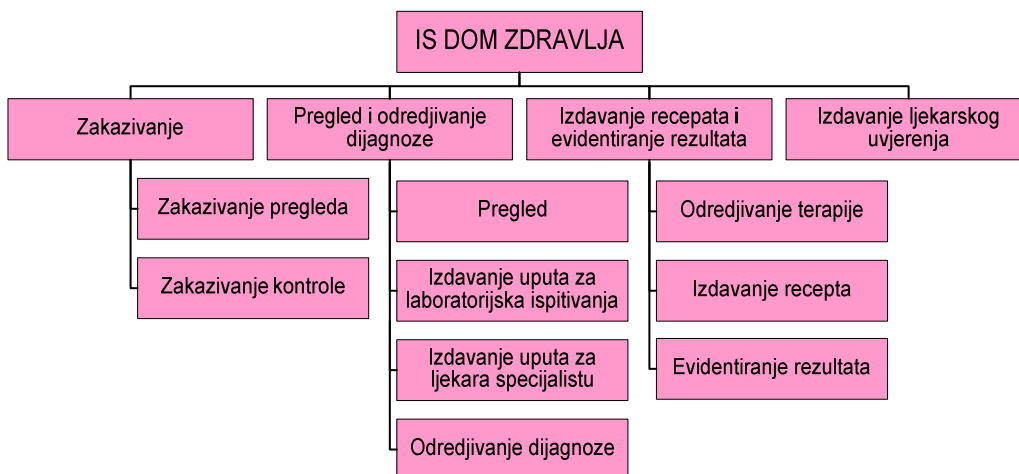 IS DOM ZDRAVLJA
Zakazivanje
Pregled i odredjivanje
dijagnoze
Izdavanje recepata i
evidentiranje rezultata
Izdavanje ljekarskog
uvjerenja
Zakazivanje pregleda
Zakazivanje kontrole
Pregled
Izdavanje uputa za
laboratorijska ispitivanja
Izdavanje uputa za
ljekara specijalistu
Odredjivanje dijagnoze
Odredjivanje terapije
Izdavanje recepta
Evidentiranje rezultata